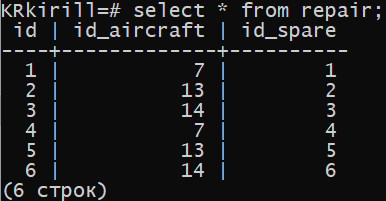 KRkirill=# select * from repair;
 id | id_aircraft | id_spare
----+-------------+----------
  1 |           7 |        1
  2 |          13 |        2
  3 |          14 |        3
  4 |           7 |        4
  5 |          13 |        5
  6 |          14 |        6
(6 строк)